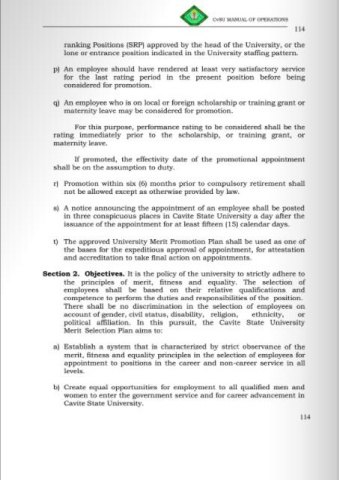 CvSU MANUAL OF OPERATIONS
114
ranking Positions (SRP) approved by the head of the University, or the
lone or entrance position indicated in the University staffing pattern.
p) An employee should have rendered at least very satisfactory service
for the last rating period in the present position before being
considered for promotion.
q) An employee who is on local or foreign scholarship or training grant or
maternity leave may be considered for promotion.
For this purpose, performance rating to be considered shall be the
rating immediately prior to the scholarship, or training grant, or
maternity leave.
If promoted, the effectivity date of the promotional appointment
shall be on the assumption to duty.
r) Promotion within six (6) months prior to compulsory retirement shall
not be allowed except as otherwise provided by law.
s) A notice announcing the appointment of an employee shall be posted
in three conspicuous places in Cavite State University a day after the
issuance of the appointment for at least fifteen (15) calendar days.
t) The approved University Merit Promotion Plan shall be used as one of
the bases for the expeditious approval of appointment, for attestation
and accreditation to take final action on appointments.
Section 2. Objectives. It is the policy of the university to strictly adhere to
the principles of merit, fitness and equality. The selection of
employees shall be based on their relative qualifications and
competence to perform the duties and responsibilities of the position.
There shall be no discrimination in the selection of employees on
account of gender, civil status, disability, religion, ethnicity, or
political affiliation. In this pursuit, the Cavite State University
Merit Selection Plan aims to:
a) Establish a system that is characterized by strict observance of the
merit, fitness and equality principles in the selection of employees for
appointment to positions in the career and non-career service in all
levels.
b) Create equal opportunities for employment to all qualified men and
women to enter the government service and for career advancement in
Cavite State University.
114